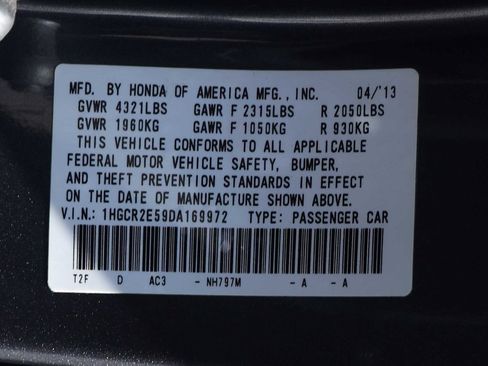 MFD. BY HONDA OF AMERICA MFG., INC. 04/'13
GVWR 4321LBS GAWR F 2315LBS R 2050LBS
GVWR 1960KG GAWR F 1050KG R 930KG
THIS VEHICLE CONFORMS TO ALL APPLICABLE
FEDERAL MOTOR VEHICLE SAFETY, BUMPER,
AND THEFT PREVENTION STANDARDS IN EFFECT
ON THE DATE OF MANUFACTURE SHOWN ABOVE.
V.I.N.: 1HGCR2E59DA169972 TYPE: PASSENGER CAR
T2F D AC3 - NH797M - A - A